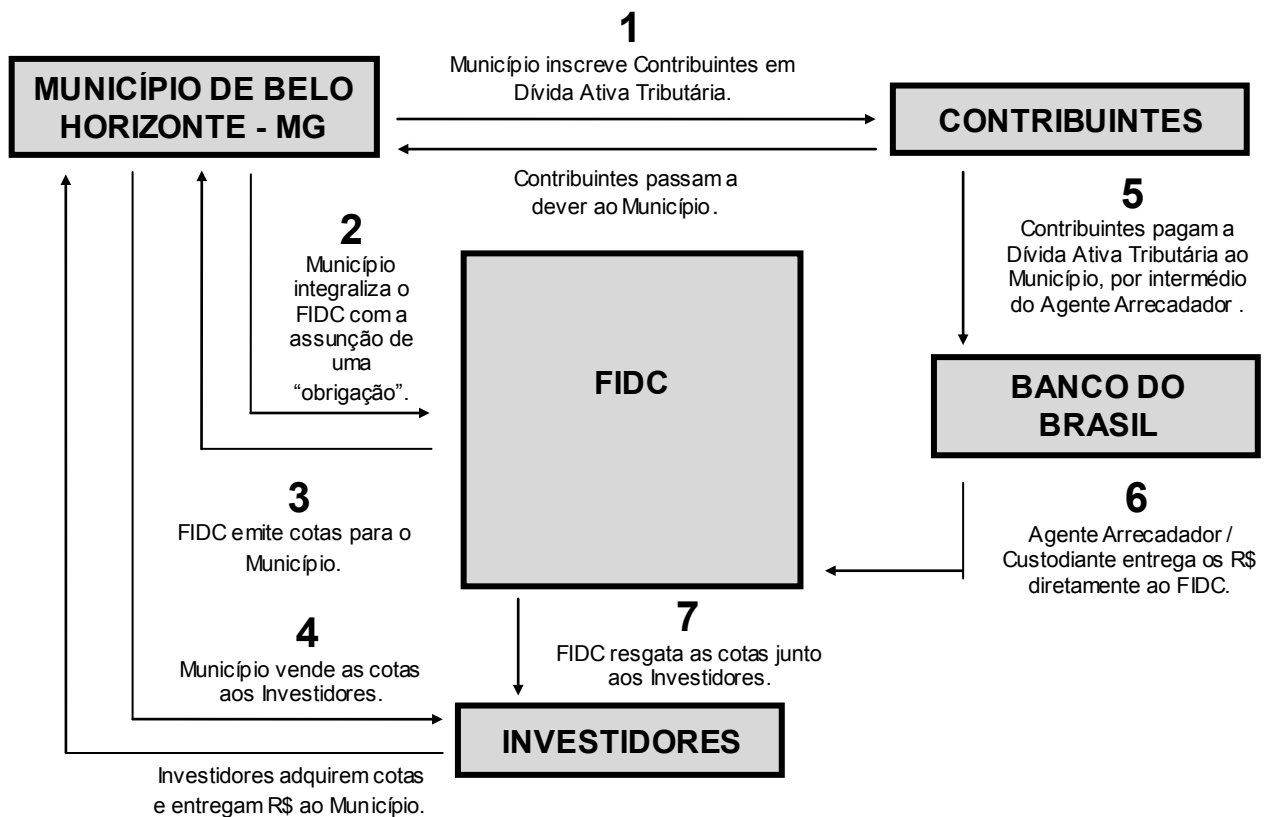 1
Município inscreve Contribuintes em
Dívida Ativa Tributária.
MUNICÍPIO DE BELO
HORIZONTE - MG
CONTRIBUINTES
Contribuintes passam a
dever ao Município.
2
Município
integraliza o
FIDC com a
assunção de
uma
“obrigação”.
FIDC
5
Contribuintes pagam a
Dívida Ativa Tributária ao
Município, por intermédio
do Agente Arrecadador.
BANCO DO
BRASIL
3
FIDC emite cotas para o
Município.
6
Agente Arrecadador /
Custodiante entrega os R$
diretamente ao FIDC.
4
Município vende as cotas
aos Investidores.
7
FIDC resgata as cotas junto
aos Investidores.
INVESTIDORES
Investidores adquirem cotas
e entregam R$ ao Município.